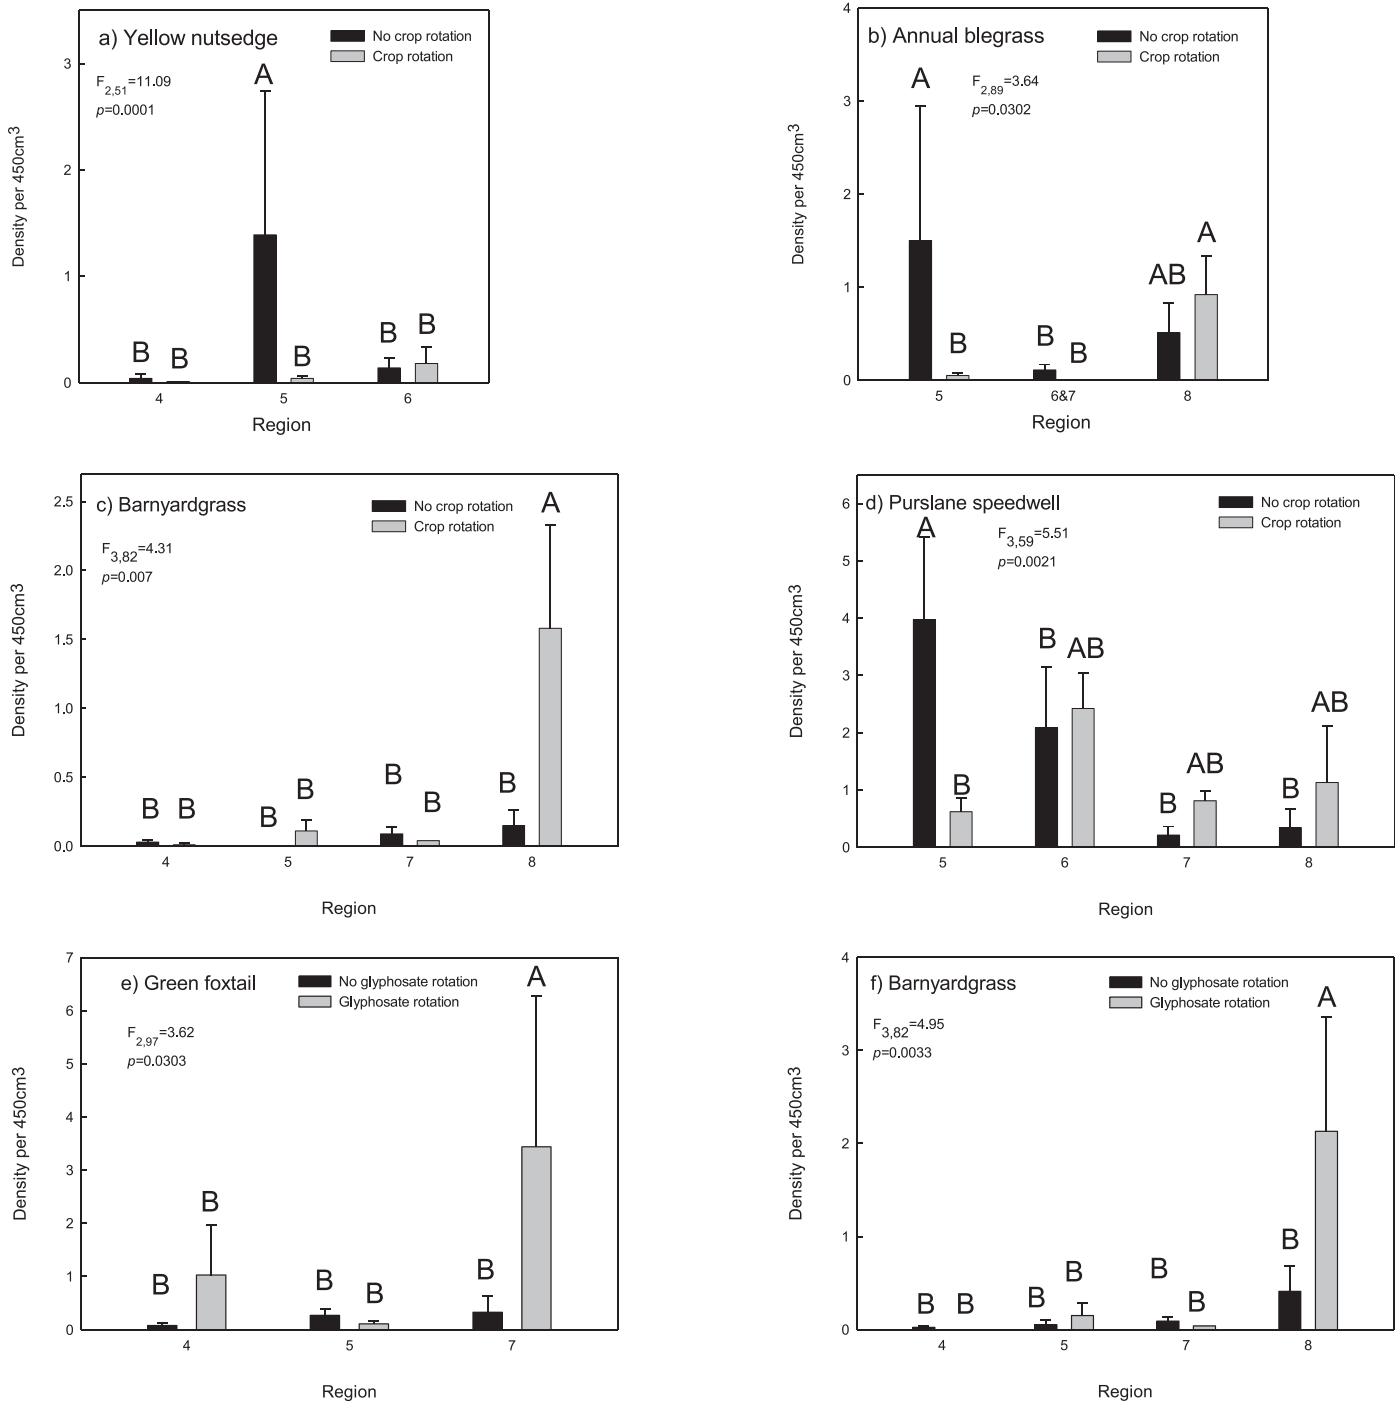 a) Yellow nutsedge
No crop rotation
Crop rotation
F2,51=11.09
p=0.0001
A
B B B B B
3
2
1
0
4 5 6
Region
Density per 450cm3
b) Annual blegrass
No crop rotation
Crop rotation
F2,89=3.64
p=0.0302
A
B B B AB A
4
3
2
1
0
5 6&7 8
Region
Density per 450cm3
c) Barnyardgrass
No crop rotation
Crop rotation
F3,82=4.31
p=0.007
A
B B B B B B B
2.5
2.0
1.5
1.0
0.5
0.0
4 5 7 8
Region
Density per 450cm3
d) Purslane speedwell
No crop rotation
Crop rotation
F3,59=5.51
p=0.0021
A
B B AB B AB B AB
6
5
4
3
2
1
0
5 6 7 8
Region
Density per 450cm3
e) Green foxtail
No glyphosate rotation
Glyphosate rotation
F2,97=3.62
p=0.0303
A
B B B B B
7
6
5
4
3
2
1
0
4 5 7
Region
Density per 450cm3
f) Barnyardgrass
No glyphosate rotation
Glyphosate rotation
F3,82=4.95
p=0.0033
A
B B B B B B B
4
3
2
1
0
4 5 7 8
Region
Density per 450cm3